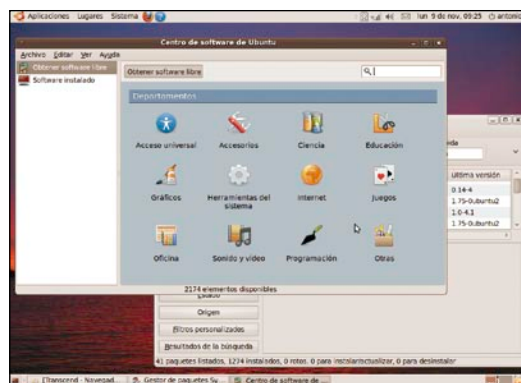 Aplicaciones Lugares Sistema
lun 9 de nov, 09:25 antonio
Centro de software de Ubuntu
Archivo Editar Ver Ayuda
Obtener software libre
Software instalado
Obtener software libre
Departamentos
Acceso universal
Accesorios
Ciencia
Educación
Gráficos
Herramientas del sistema
Internet
Juegos
Oficina
Sonido y vídeo
Programación
Otras
2174 elementos disponibles
Última versión
0.14-4
1.75-0ubuntu2
1.0-4.1
1.75-0ubuntu2
Estado
Origen
Filtros personalizados
Resultados de la búsqueda
41 paquetes listados, 1274 instalados, 0 rotos. 0 para instalar/actualizar, 0 para desinstalar
[Transcend - Navegad...
Gestor de paquetes Sy...
Centro de software de ...